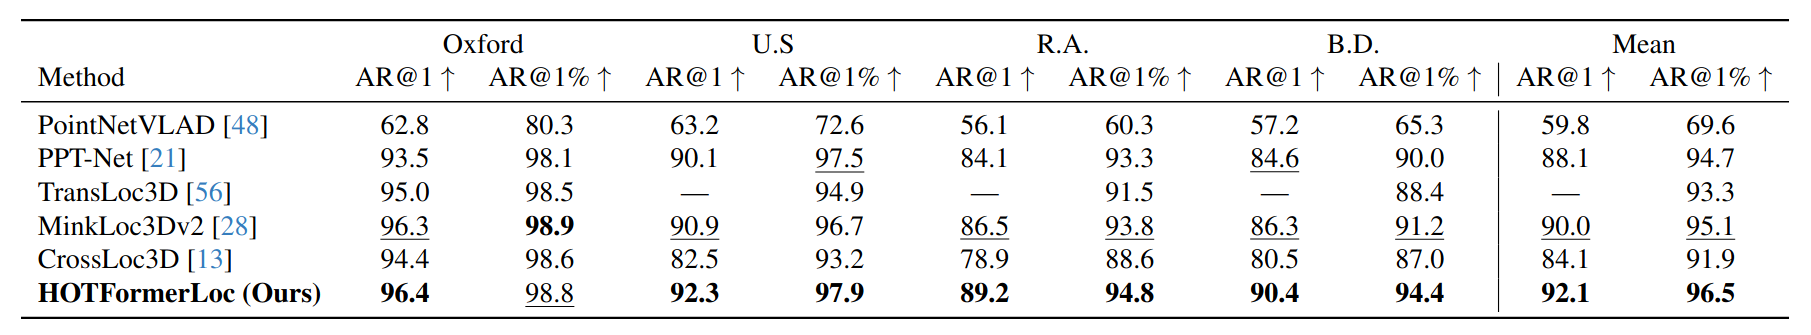 Oxford U.S R.A. B.D. Mean
Method AR@1 ↑ AR@1% ↑ AR@1 ↑ AR@1% ↑ AR@1 ↑ AR@1% ↑ AR@1 ↑ AR@1% ↑ AR@1 ↑ AR@1% ↑
PointNetVLAD [48] 62.8 80.3 63.2 72.6 56.1 60.3 57.2 65.3 59.8 69.6
PPT-Net [21] 93.5 98.1 90.1 97.5 84.1 93.3 84.6 90.0 88.1 94.7
TransLoc3D [56] 95.0 98.5 — 94.9 — 91.5 — 88.4 — 93.3
MinkLoc3Dv2 [28] 96.3 98.9 90.9 96.7 86.5 93.8 86.3 91.2 90.0 95.1
CrossLoc3D [13] 94.4 98.6 82.5 93.2 78.9 88.6 80.5 87.0 84.1 91.9
HOTFormerLoc (Ours) 96.4 98.8 92.3 97.9 89.2 94.8 90.4 94.4 92.1 96.5